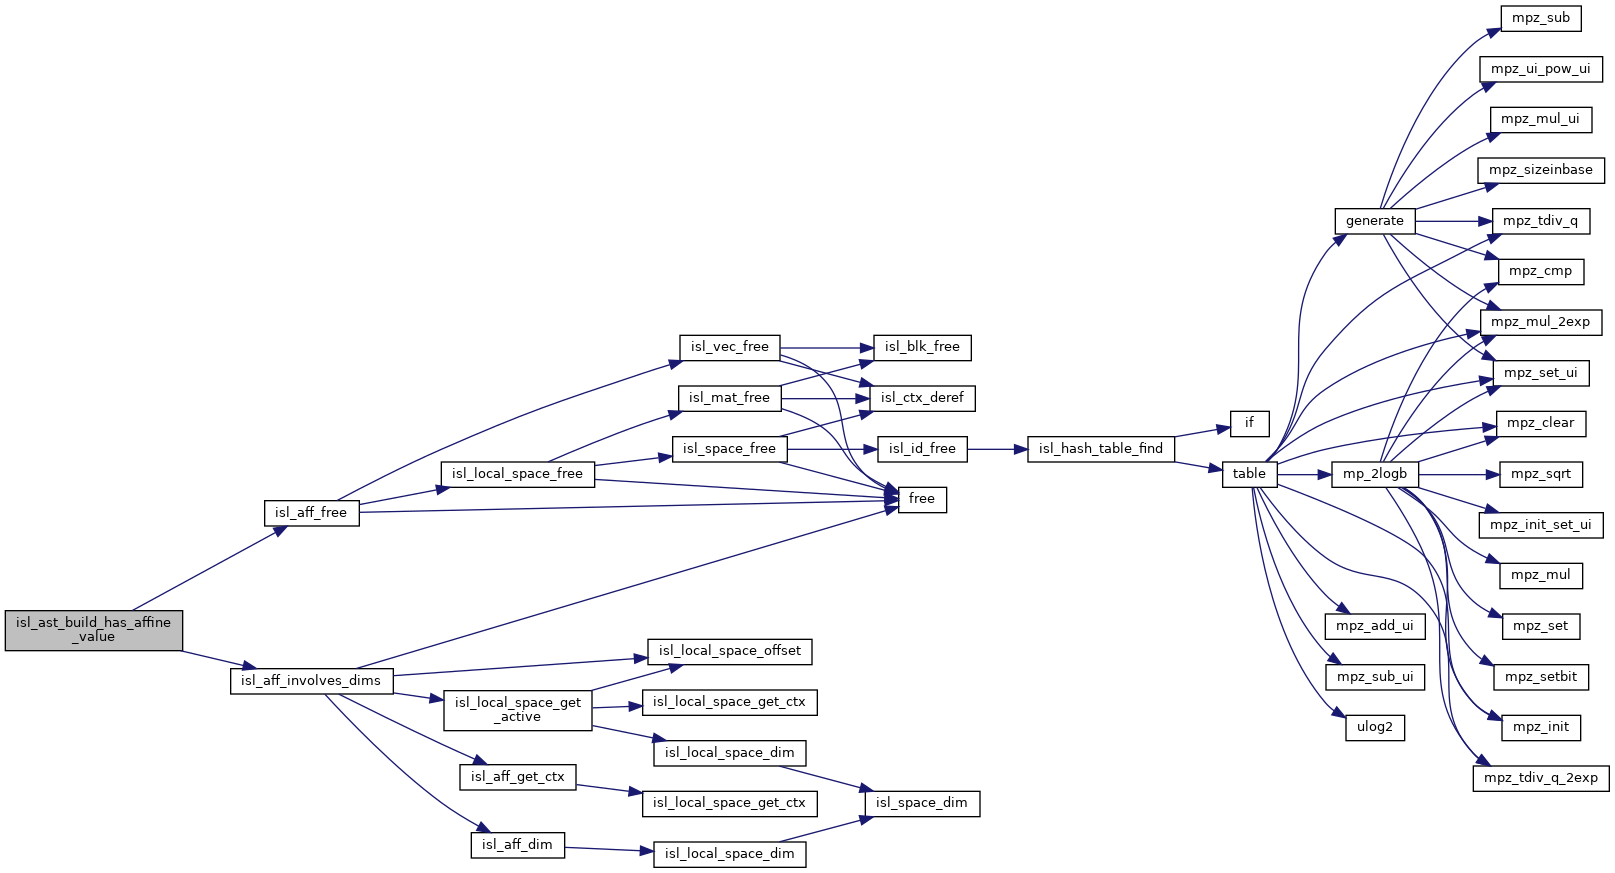 isl_ast_build_has_affine
_value
isl_aff_free
isl_aff_involves_dims
isl_local_space_free
isl_local_space_get
_active
isl_aff_get_ctx
isl_aff_dim
isl_vec_free
isl_mat_free
isl_space_free
isl_local_space_offset
isl_local_space_get_ctx
isl_local_space_dim
isl_local_space_get_ctx
isl_local_space_dim
isl_blk_free
isl_ctx_deref
isl_id_free
free
isl_space_dim
isl_hash_table_find
if
table
generate
mp_2logb
mpz_add_ui
mpz_sub_ui
ulog2
mpz_sub
mpz_ui_pow_ui
mpz_mul_ui
mpz_sizeinbase
mpz_tdiv_q
mpz_cmp
mpz_mul_2exp
mpz_set_ui
mpz_clear
mpz_sqrt
mpz_init_set_ui
mpz_mul
mpz_set
mpz_setbit
mpz_init
mpz_tdiv_q_2exp